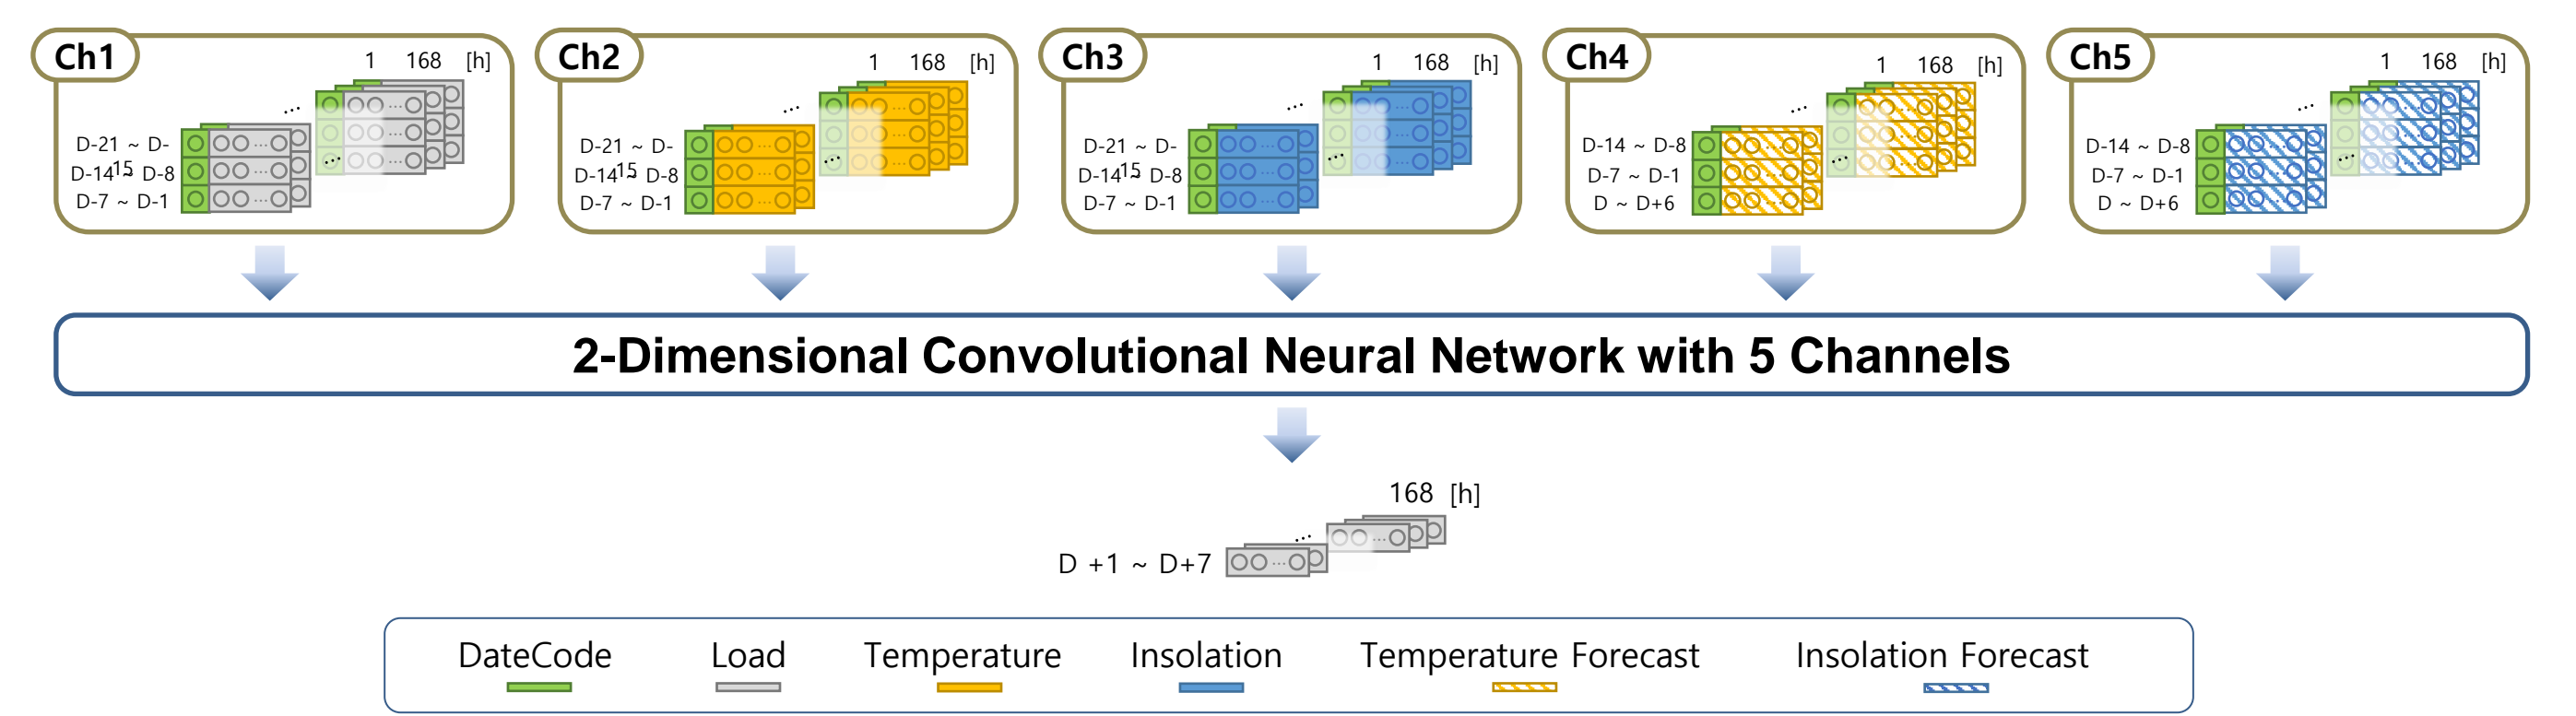 Ch1
1 168 [h]
D-21 ~ D-15
D-14 ~ D-8
D-7 ~ D-1
Ch2
1 168 [h]
D-21 ~ D-15
D-14 ~ D-8
D-7 ~ D-1
Ch3
1 168 [h]
D-21 ~ D-15
D-14 ~ D-8
D-7 ~ D-1
Ch4
1 168 [h]
D-14 ~ D-8
D-7 ~ D-1
D ~ D+6
Ch5
1 168 [h]
D-14 ~ D-8
D-7 ~ D-1
D ~ D+6
2-Dimensional Convolutional Neural Network with 5 Channels
168 [h]
D +1 ~ D+7
DateCode Load Temperature Insolation Temperature Forecast Insolation Forecast